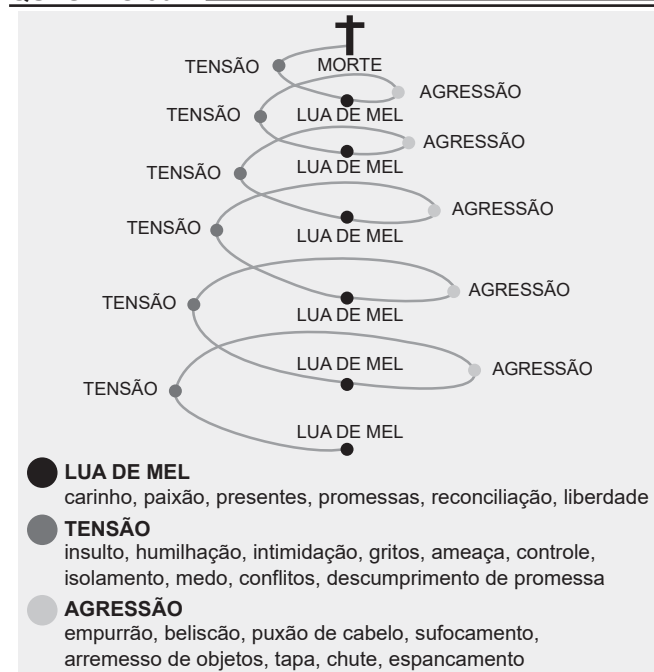 MORTE
TENSÃO
AGRESSÃO
LUA DE MEL
TENSÃO
AGRESSÃO
LUA DE MEL
TENSÃO
AGRESSÃO
LUA DE MEL
TENSÃO
AGRESSÃO
LUA DE MEL
TENSÃO
AGRESSÃO
LUA DE MEL
TENSÃO
LUA DE MEL
LUA DE MEL
carinho, paixão, presentes, promessas, reconciliação, liberdade
TENSÃO
insulto, humilhação, intimidação, gritos, ameaça, controle,
isolamento, medo, conflitos, descumprimento de promessa
AGRESSÃO
empurrão, beliscão, puxão de cabelo, sufocamento,
arremesso de objetos, tapa, chute, espancamento